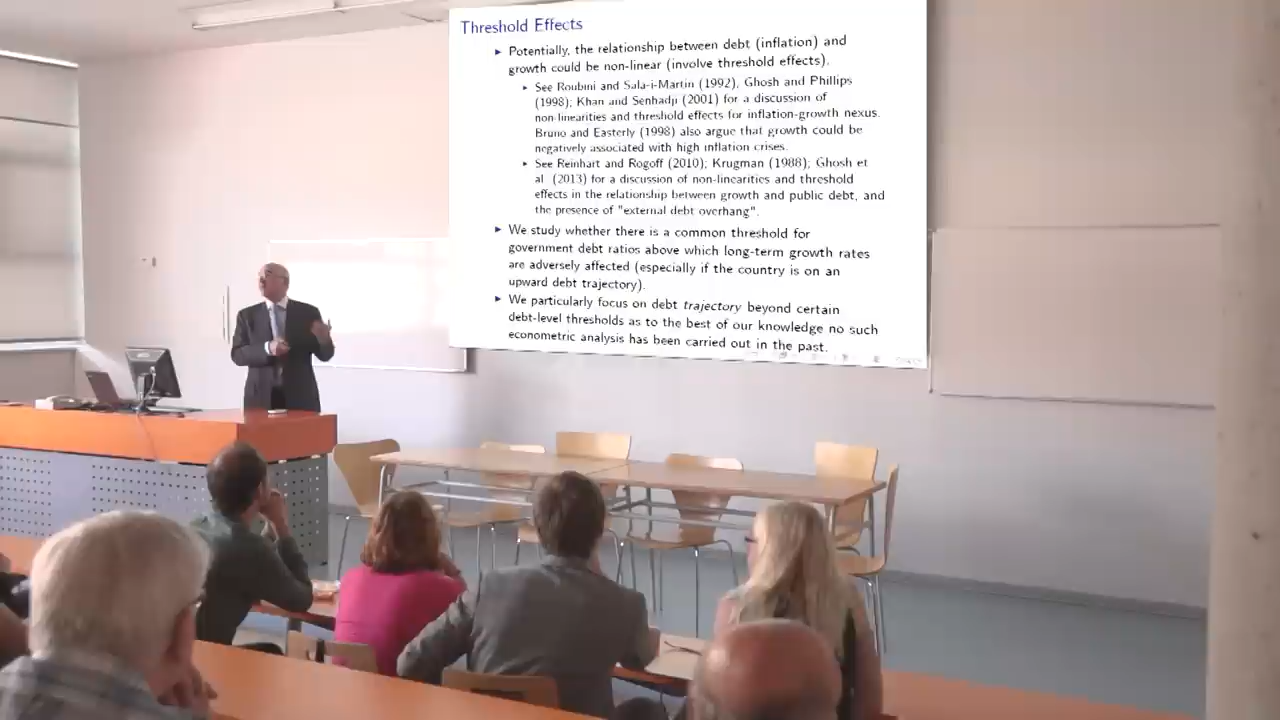 Threshold Effects
Potentially, the relationship between debt (inflation) and
growth could be non-linear (involve threshold effects).
See Roubini and Sala-i-Martin (1992), Ghosh and Phillips
(1998); Khan and Senhadji (2001) for a discussion of
non-linearities and threshold effects for inflation-growth nexus.
Bruno and Easterly (1998) also argue that growth could be
negatively associated with high inflation crises.
See Reinhart and Rogoff (2010); Krugman (1988); Ghosh et
al. (2013) for a discussion of non-linearities and threshold
effects in the relationship between growth and public debt, and
the presence of "external debt overhang".
We study whether there is a common threshold for
government debt ratios above which long-term growth rates
are adversely affected (especially if the country is on an
upward debt trajectory).
We particularly focus on debt trajectory beyond certain
debt-level thresholds as to the best of our knowledge no such
econometric analysis has been carried out in the past.